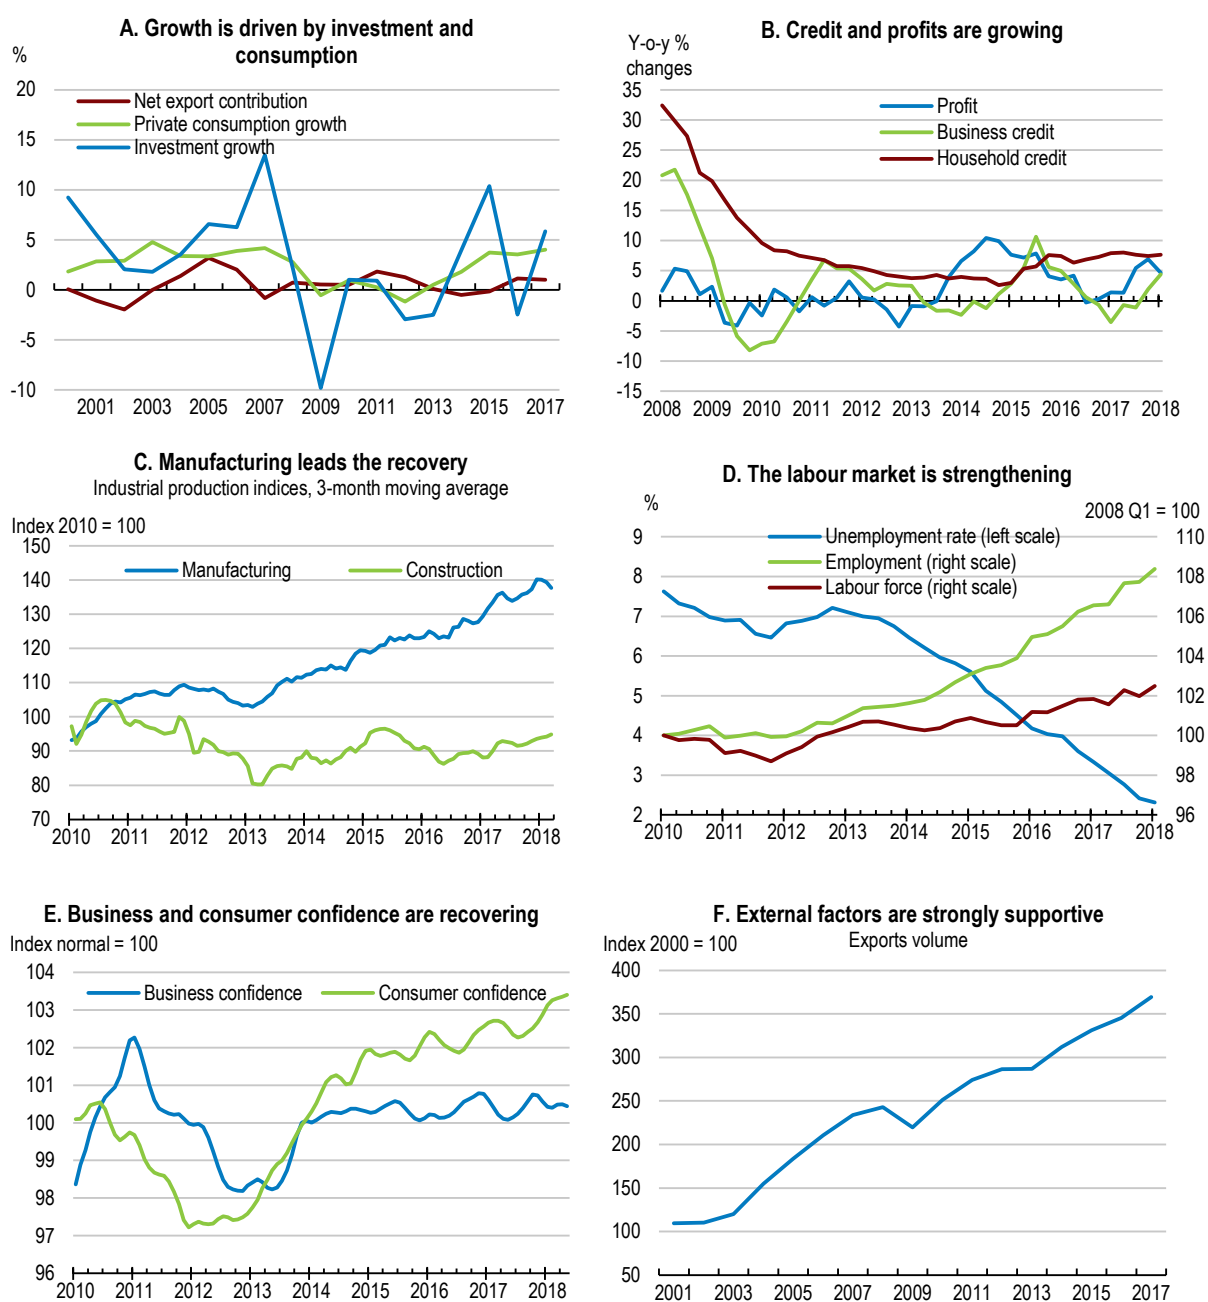 A. Growth is driven by investment and
consumption
%
20
15
10
5
0
-5
-10
Net export contribution
Private consumption growth
Investment growth
2001 2003 2005 2007 2009 2011 2013 2015 2017
B. Credit and profits are growing
Y-o-y %
changes
35
30
25
20
15
10
5
0
-5
-10
-15
Profit
Business credit
Household credit
2008 2009 2010 2011 2012 2013 2014 2015 2016 2017 2018
C. Manufacturing leads the recovery
Industrial production indices, 3-month moving average
Index 2010 = 100
150
140
130
120
110
100
90
80
70
Manufacturing
Construction
2010 2011 2012 2013 2014 2015 2016 2017 2018
D. The labour market is strengthening
%
2008 Q1 = 100
9
8
7
6
5
4
3
2
Unemployment rate (left scale)
Employment (right scale)
Labour force (right scale)
110
108
106
104
102
100
98
96
2010 2011 2012 2013 2014 2015 2016 2017 2018
E. Business and consumer confidence are recovering
Index normal = 100
104
103
102
101
100
99
98
97
96
Business confidence
Consumer confidence
2010 2011 2012 2013 2014 2015 2016 2017 2018
F. External factors are strongly supportive
Exports volume
Index 2000 = 100
400
350
300
250
200
150
100
50
2001 2003 2005 2007 2009 2011 2013 2015 2017